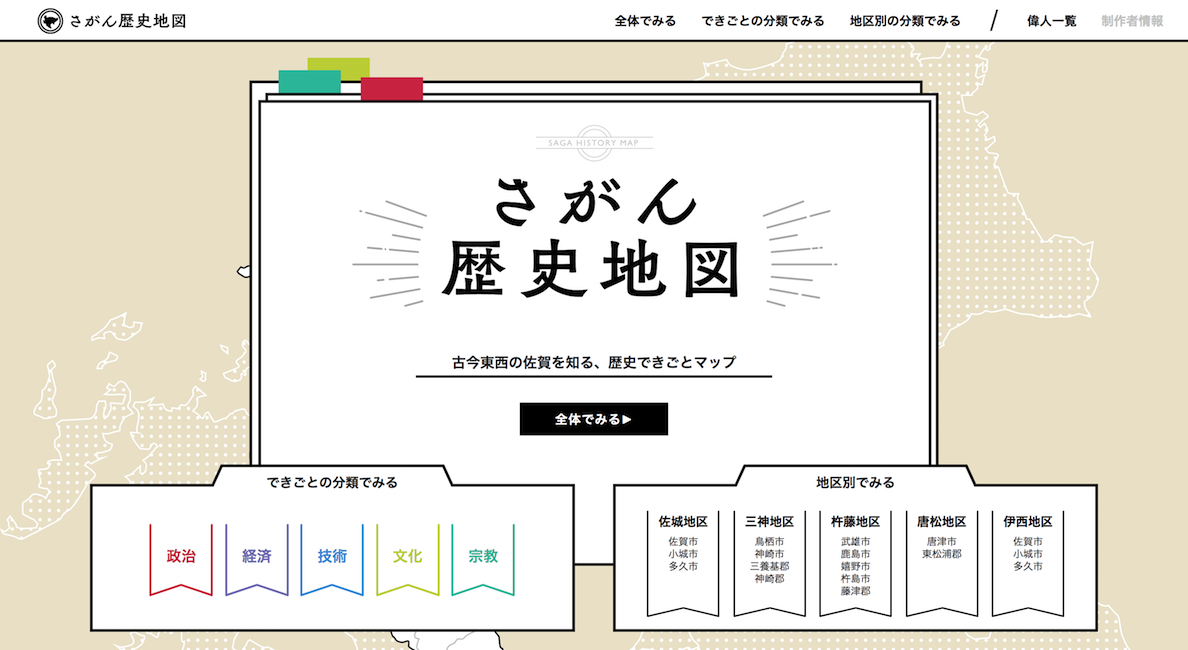 さがん歴史地図
全体でみる
できごとの分類でみる
地区別の分類でみる
/
偉人一覧
制作者情報
SAGA HISTORY MAP
さがん
歴史地図
古今東西の佐賀を知る、歴史できごとマップ
全体でみる▶
できごとの分類でみる
政治
経済
技術
文化
宗教
地区別でみる
佐城地区
佐賀市
小城市
多久市
三神地区
鳥栖市
神崎市
三養基郡
神崎郡
杵藤地区
武雄市
鹿島市
嬉野市
杵島市
藤津郡
唐松地区
唐津市
東松浦郡
伊西地区
佐賀市
小城市
多久市